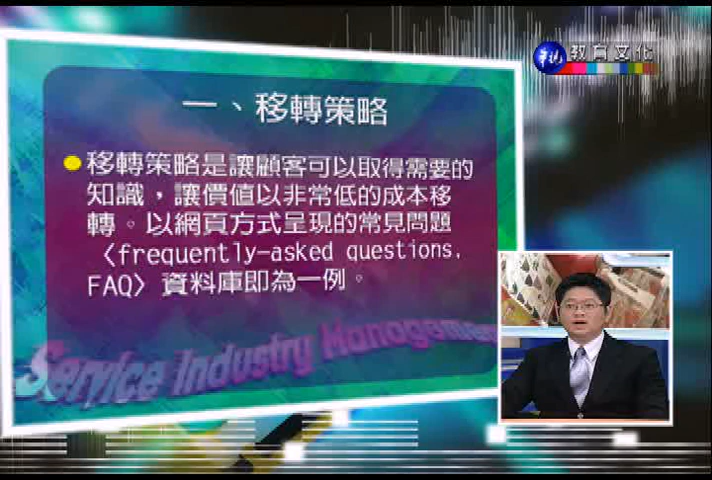 華視 教育文化
一、移轉策略
移轉策略是讓顧客可以取得需要的
知識，讓價值以非常低的成本移
轉。以網頁方式呈現的常見問題
〈frequently-asked questions,
FAQ〉資料庫即為一例。
Service Industry Management